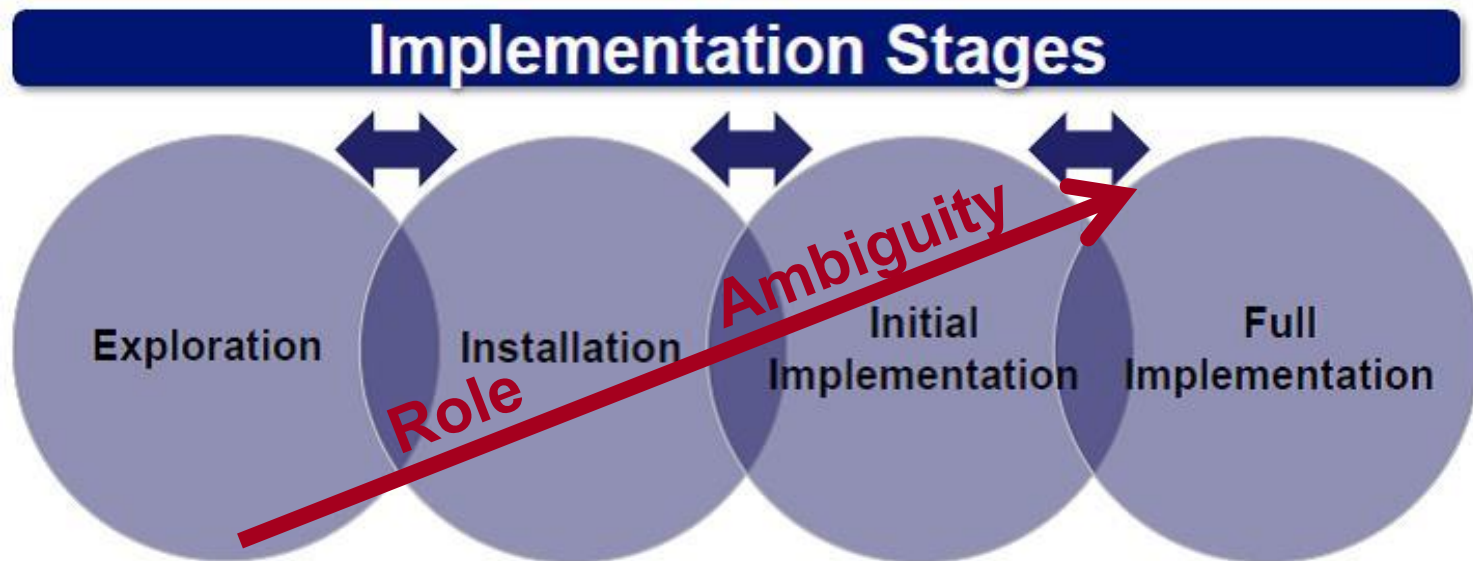 Implementation Stages
Exploration
Installation
Initial
Implementation
Full
Implementation
Role Ambiguity